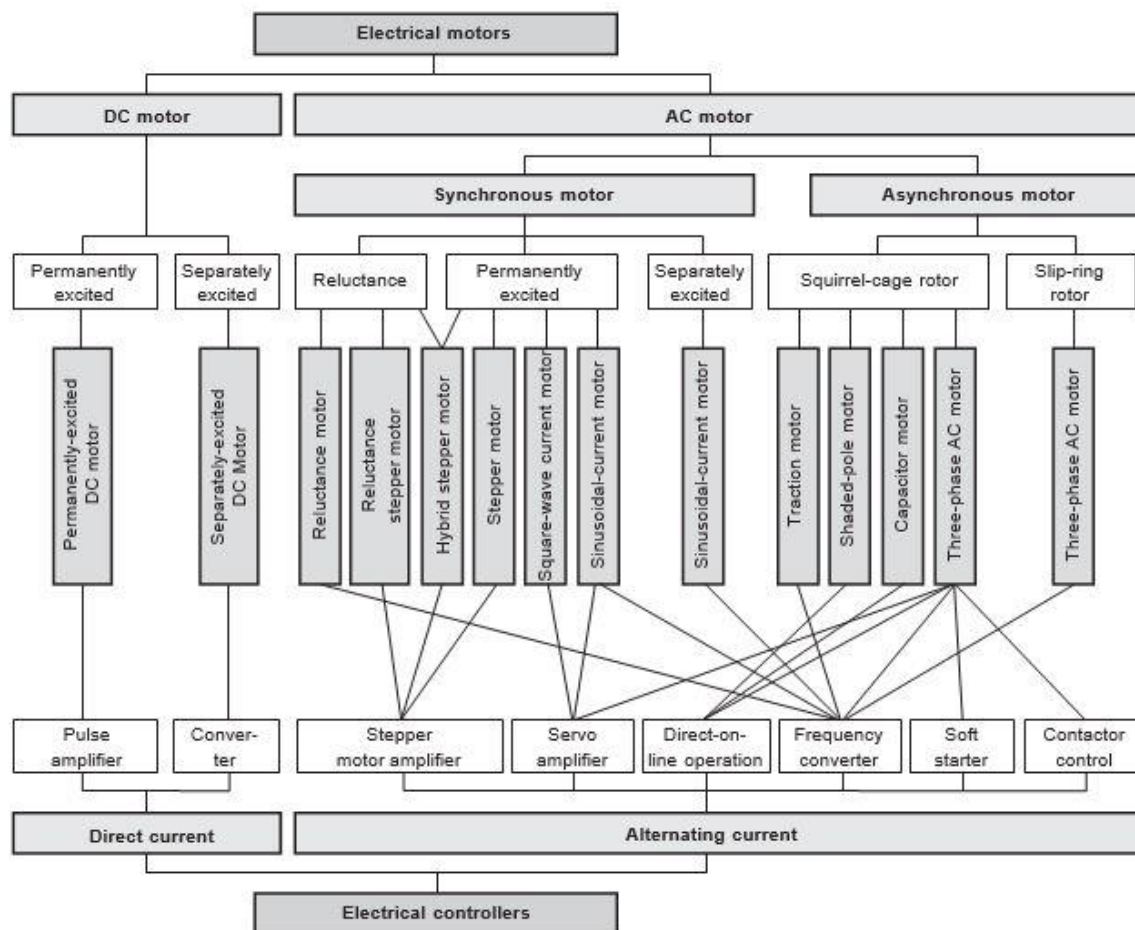 Electrical motors
DC motor
AC motor
Synchronous motor
Asynchronous motor
Permanently
excited
Separately
excited
Reluctance
Permanently
excited
Separately
excited
Squirrel-cage rotor
Slip-ring
rotor
Permanently-excited
DC motor
Separately-excited
DC Motor
Reluctance motor
Reluctance
stepper motor
Hybrid stepper motor
Stepper motor
Square-wave current motor
Sinusoidal-current motor
Sinusoidal-current motor
Traction motor
Shaded-pole motor
Capacitor motor
Three-phase AC motor
Three-phase AC motor
Pulse
amplifier
Conver-
ter
Stepper
motor amplifier
Servo
amplifier
Direct-on-
line operation
Frequency
converter
Soft
starter
Contactor
control
Direct current
Alternating current
Electrical controllers